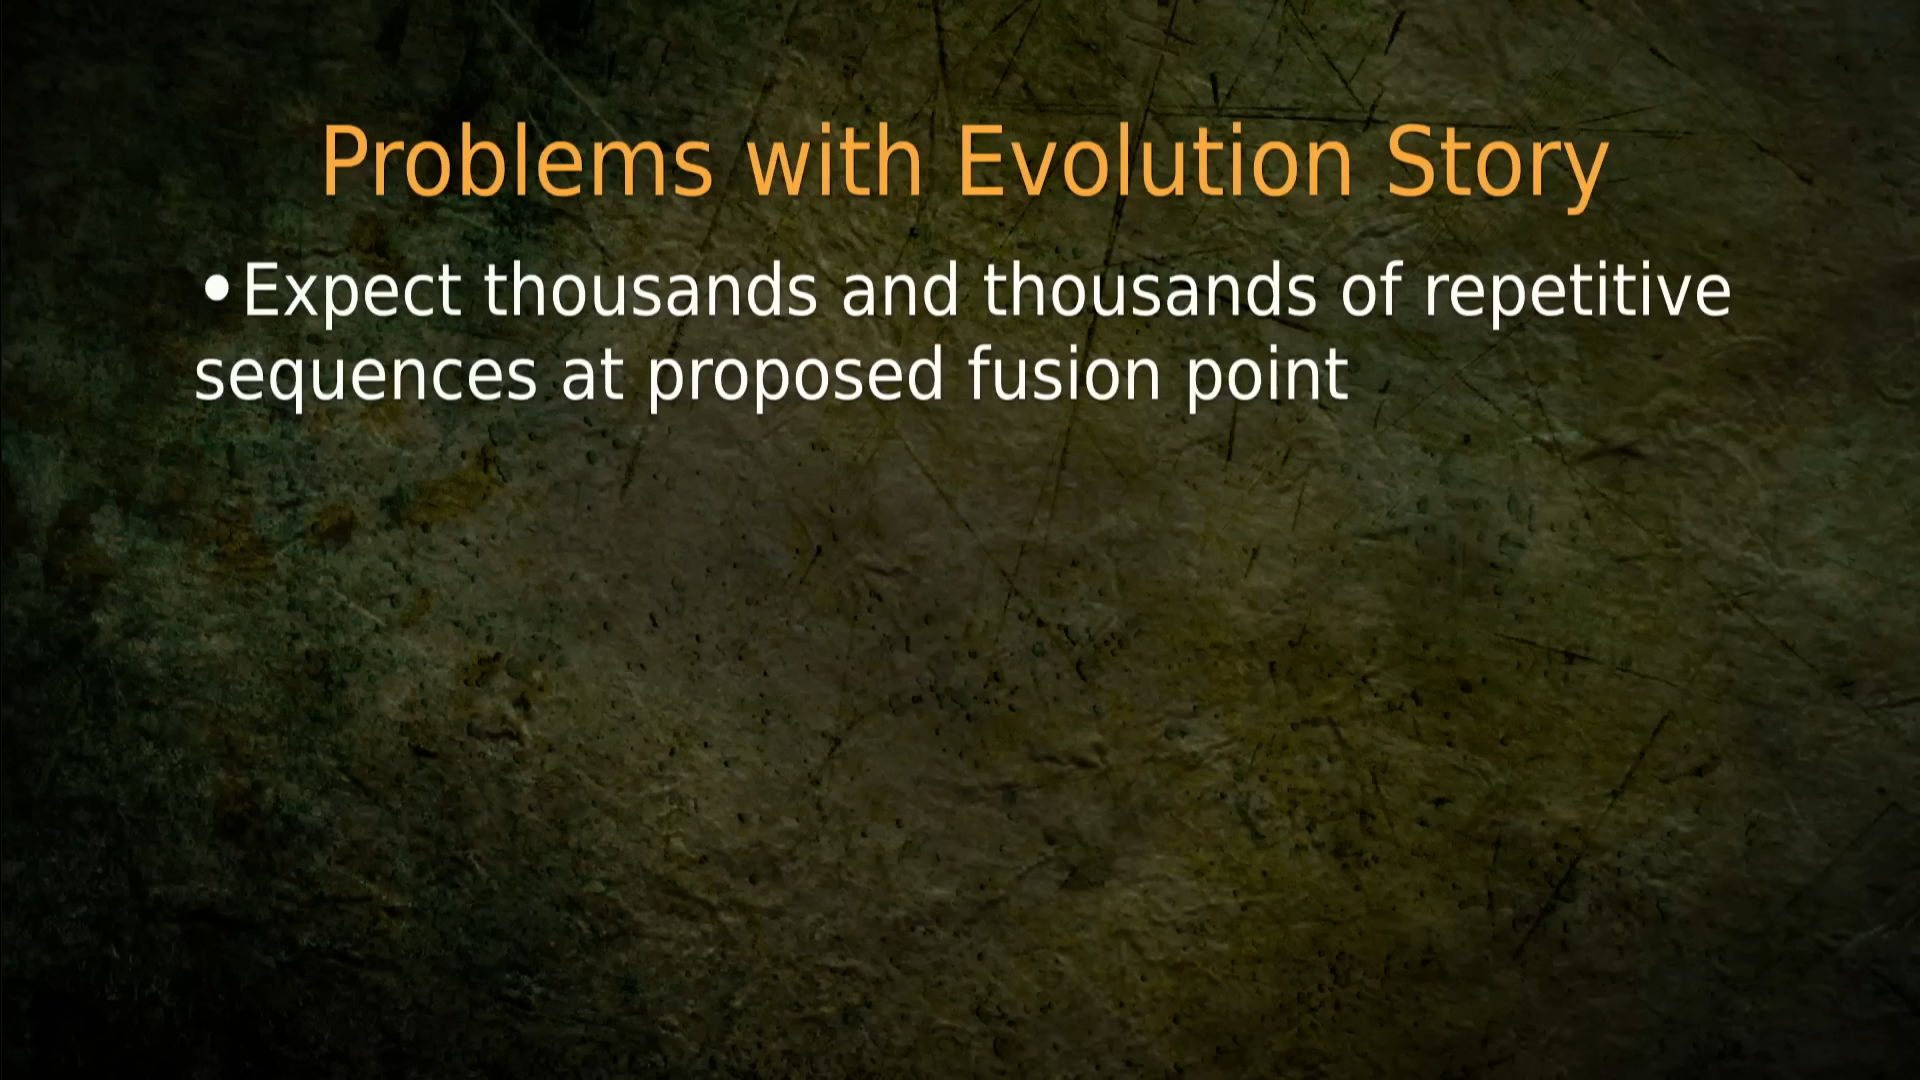 Problems with Evolution Story
•Expect thousands and thousands of repetitive
sequences at proposed fusion point